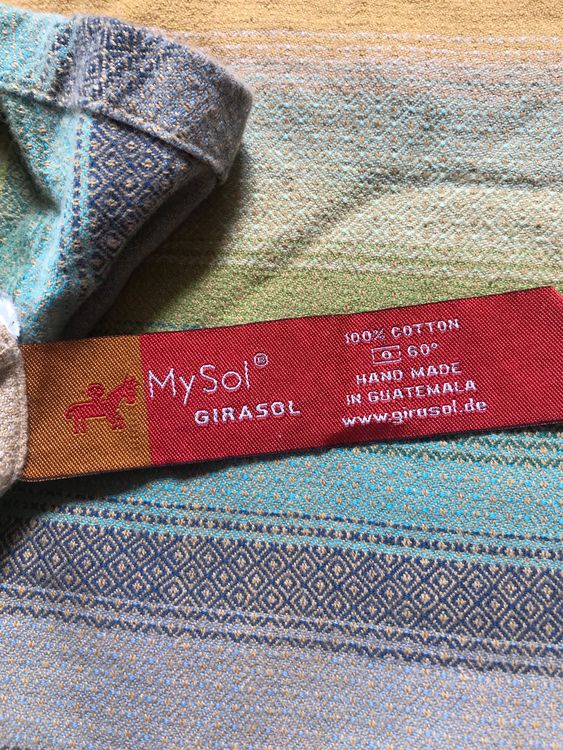 MySol®
GIRASOL
100% COTTON
60°
HAND MADE
IN GUATEMALA
www.girasol.de